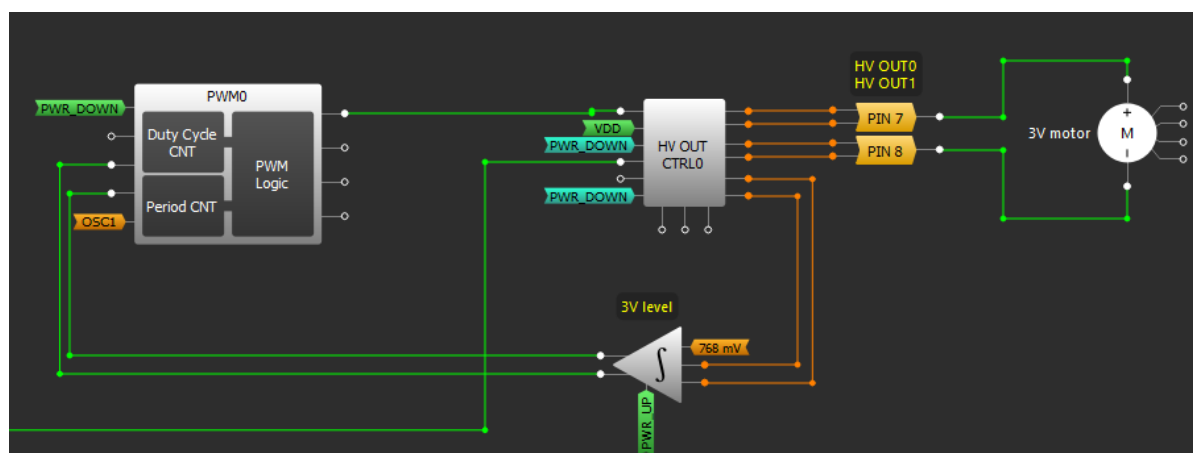 HV OUT0
HV OUT1
PWM0
PWR_DOWN
Duty Cycle
CNT
PWM
Logic
Period CNT
OSC1
VDD
PWR_DOWN
HV OUT
CTRL0
PWR_DOWN
PIN 7
PIN 8
3V motor
+
M
−
3V level
∫
768 mV
PWR_UP